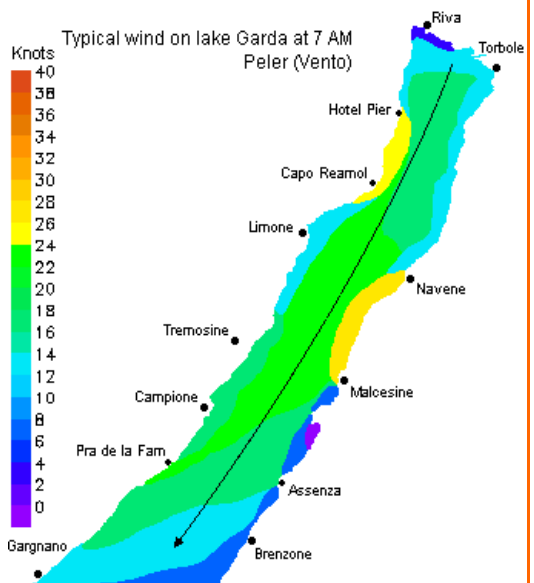 Riva
Typical wind on lake Garda at 7 AM
Peler (Vento)
Torbole
Knots
40
38
36
34
32
30
28
26
24
22
20
18
16
14
12
10
8
6
4
2
0
Hotel Pier
Capo Reamol
Limone
Navene
Tremosine
Malcesine
Campione
Pra de la Fam
Assenza
Gargnano
Brenzone